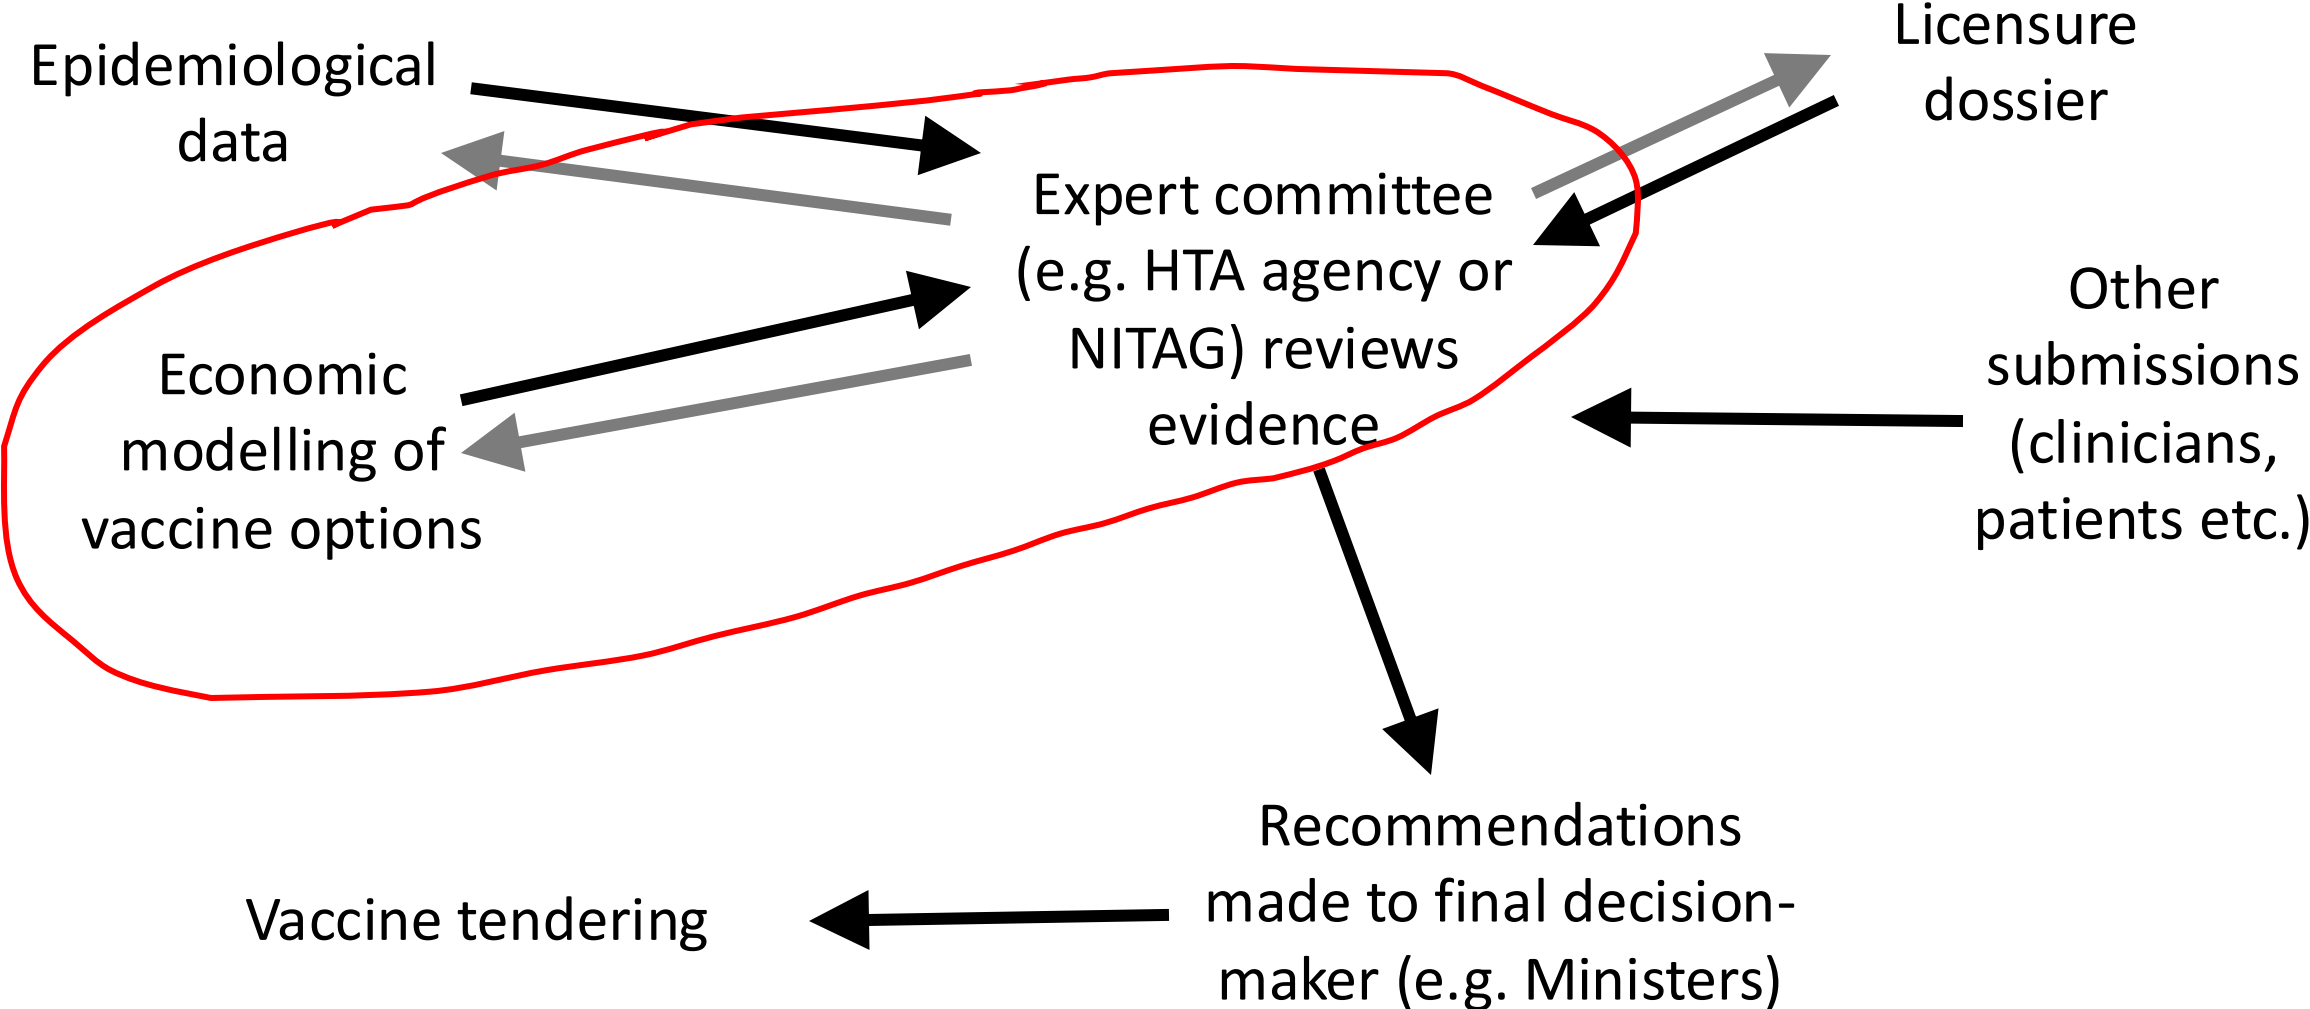 Epidemiological
data
Licensure
dossier
Expert committee
(e.g. HTA agency or
NITAG) reviews
evidence
Economic
modelling of
vaccine options
Other
submissions
(clinicians,
patients etc.)
Recommendations
made to final decision-
maker (e.g. Ministers)
Vaccine tendering